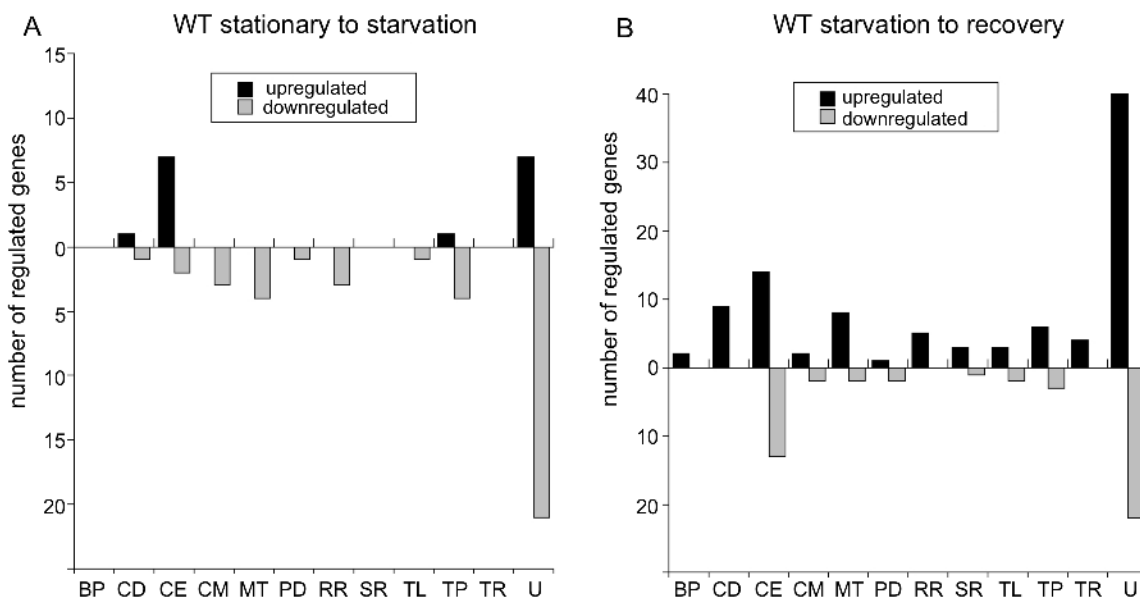 A
WT stationary to starvation
upregulated
downregulated
number of regulated genes
15
10
5
0
5
10
15
20
BP CD CE CM MT PD RR SR TL TP TR U
B
WT starvation to recovery
upregulated
downregulated
number of regulated genes
40
30
20
10
0
10
20
BP CD CE CM MT PD RR SR TL TP TR U